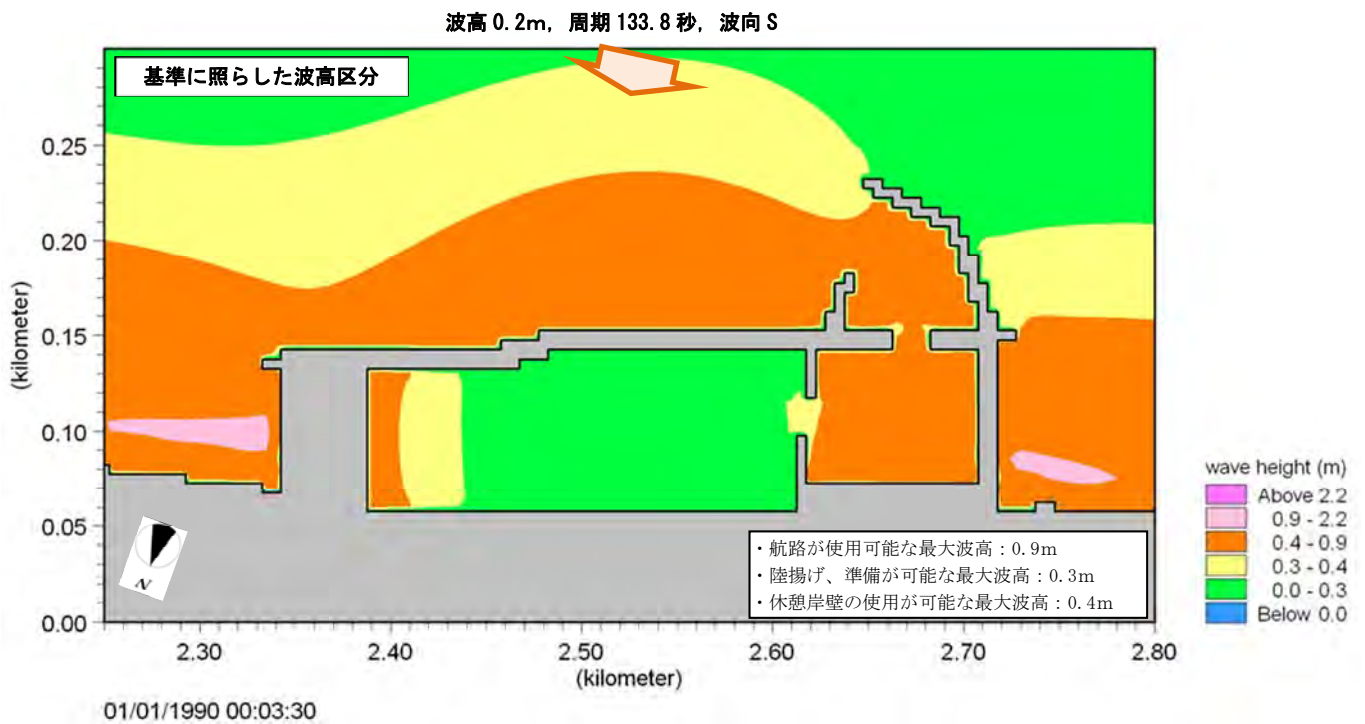 波高 0.2m，周期 133.8 秒，波向 S
基準に照らした波高区分
0.25
0.20
0.15
0.10
0.05
0.00
(kilometer)
N
・航路が使用可能な最大波高：0.9m
・陸揚げ、準備が可能な最大波高：0.3m
・休憩岸壁の使用が可能な最大波高：0.4m
2.30
2.40
2.50
2.60
2.70
2.80
(kilometer)
wave height (m)
Above 2.2
0.9 - 2.2
0.4 - 0.9
0.3 - 0.4
0.0 - 0.3
Below 0.0
01/01/1990 00:03:30